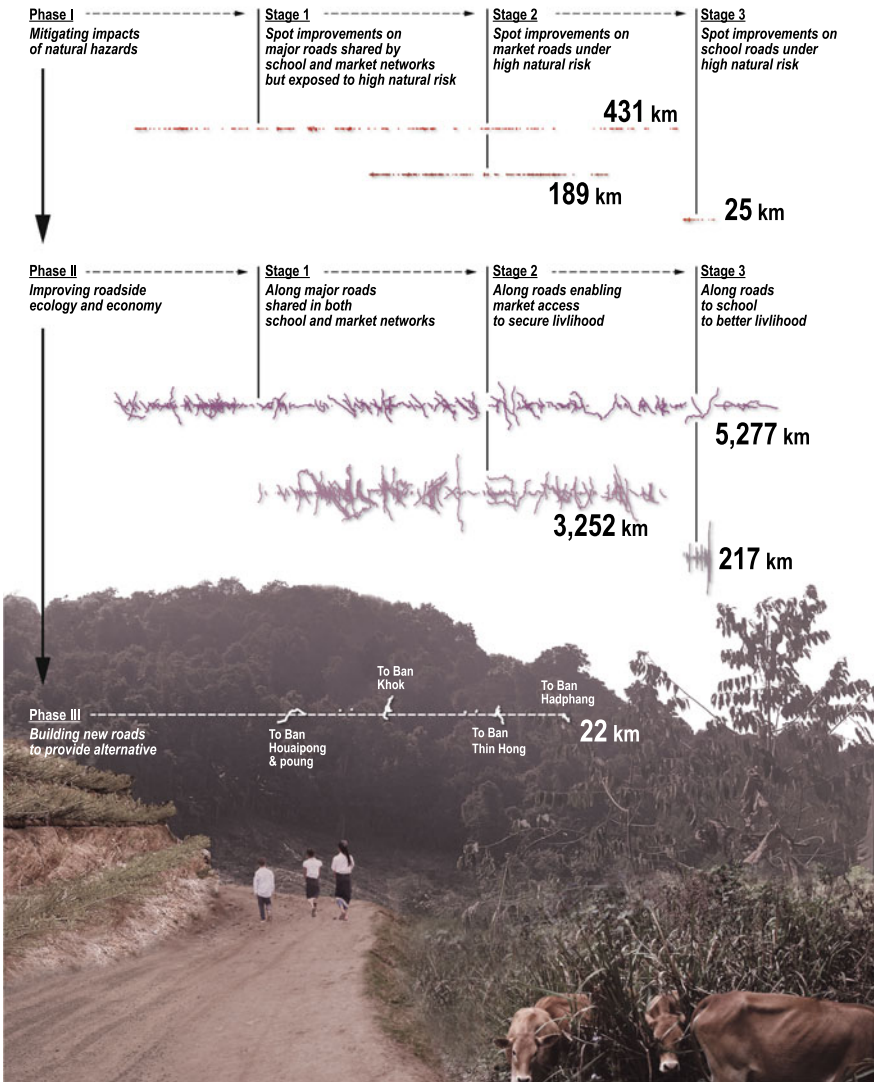 Phase I
Mitigating impacts
of natural hazards
Stage 1
Spot improvements on
major roads shared by
school and market networks
but exposed to high natural risk
Stage 2
Spot improvements on
market roads under
high natural risk
Stage 3
Spot improvements on
school roads under
high natural risk
431 km
189 km
25 km
Phase II
Improving roadside
ecology and economy
Stage 1
Along major roads
shared in both
school and market networks
Stage 2
Along roads enabling
market access
to secure livlihood
Stage 3
Along roads
to school
to better livlihood
5,277 km
3,252 km
217 km
Phase III
Building new roads
to provide alternative
To Ban
Houaipong
& poung
To Ban
Khok
To Ban
Thin Hong
To Ban
Hadphang
22 km